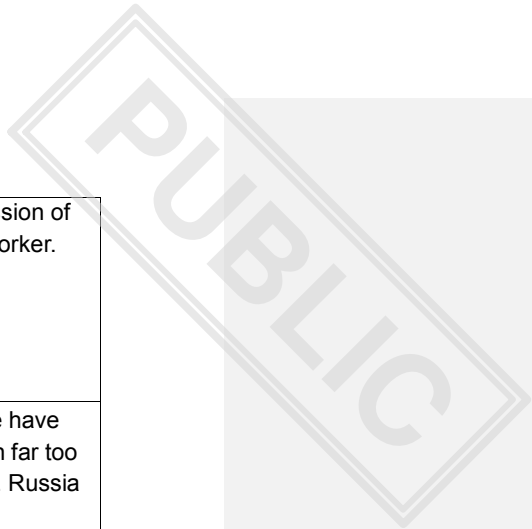 PUBLIC
sion of
orker.
e have
n far too
Russia